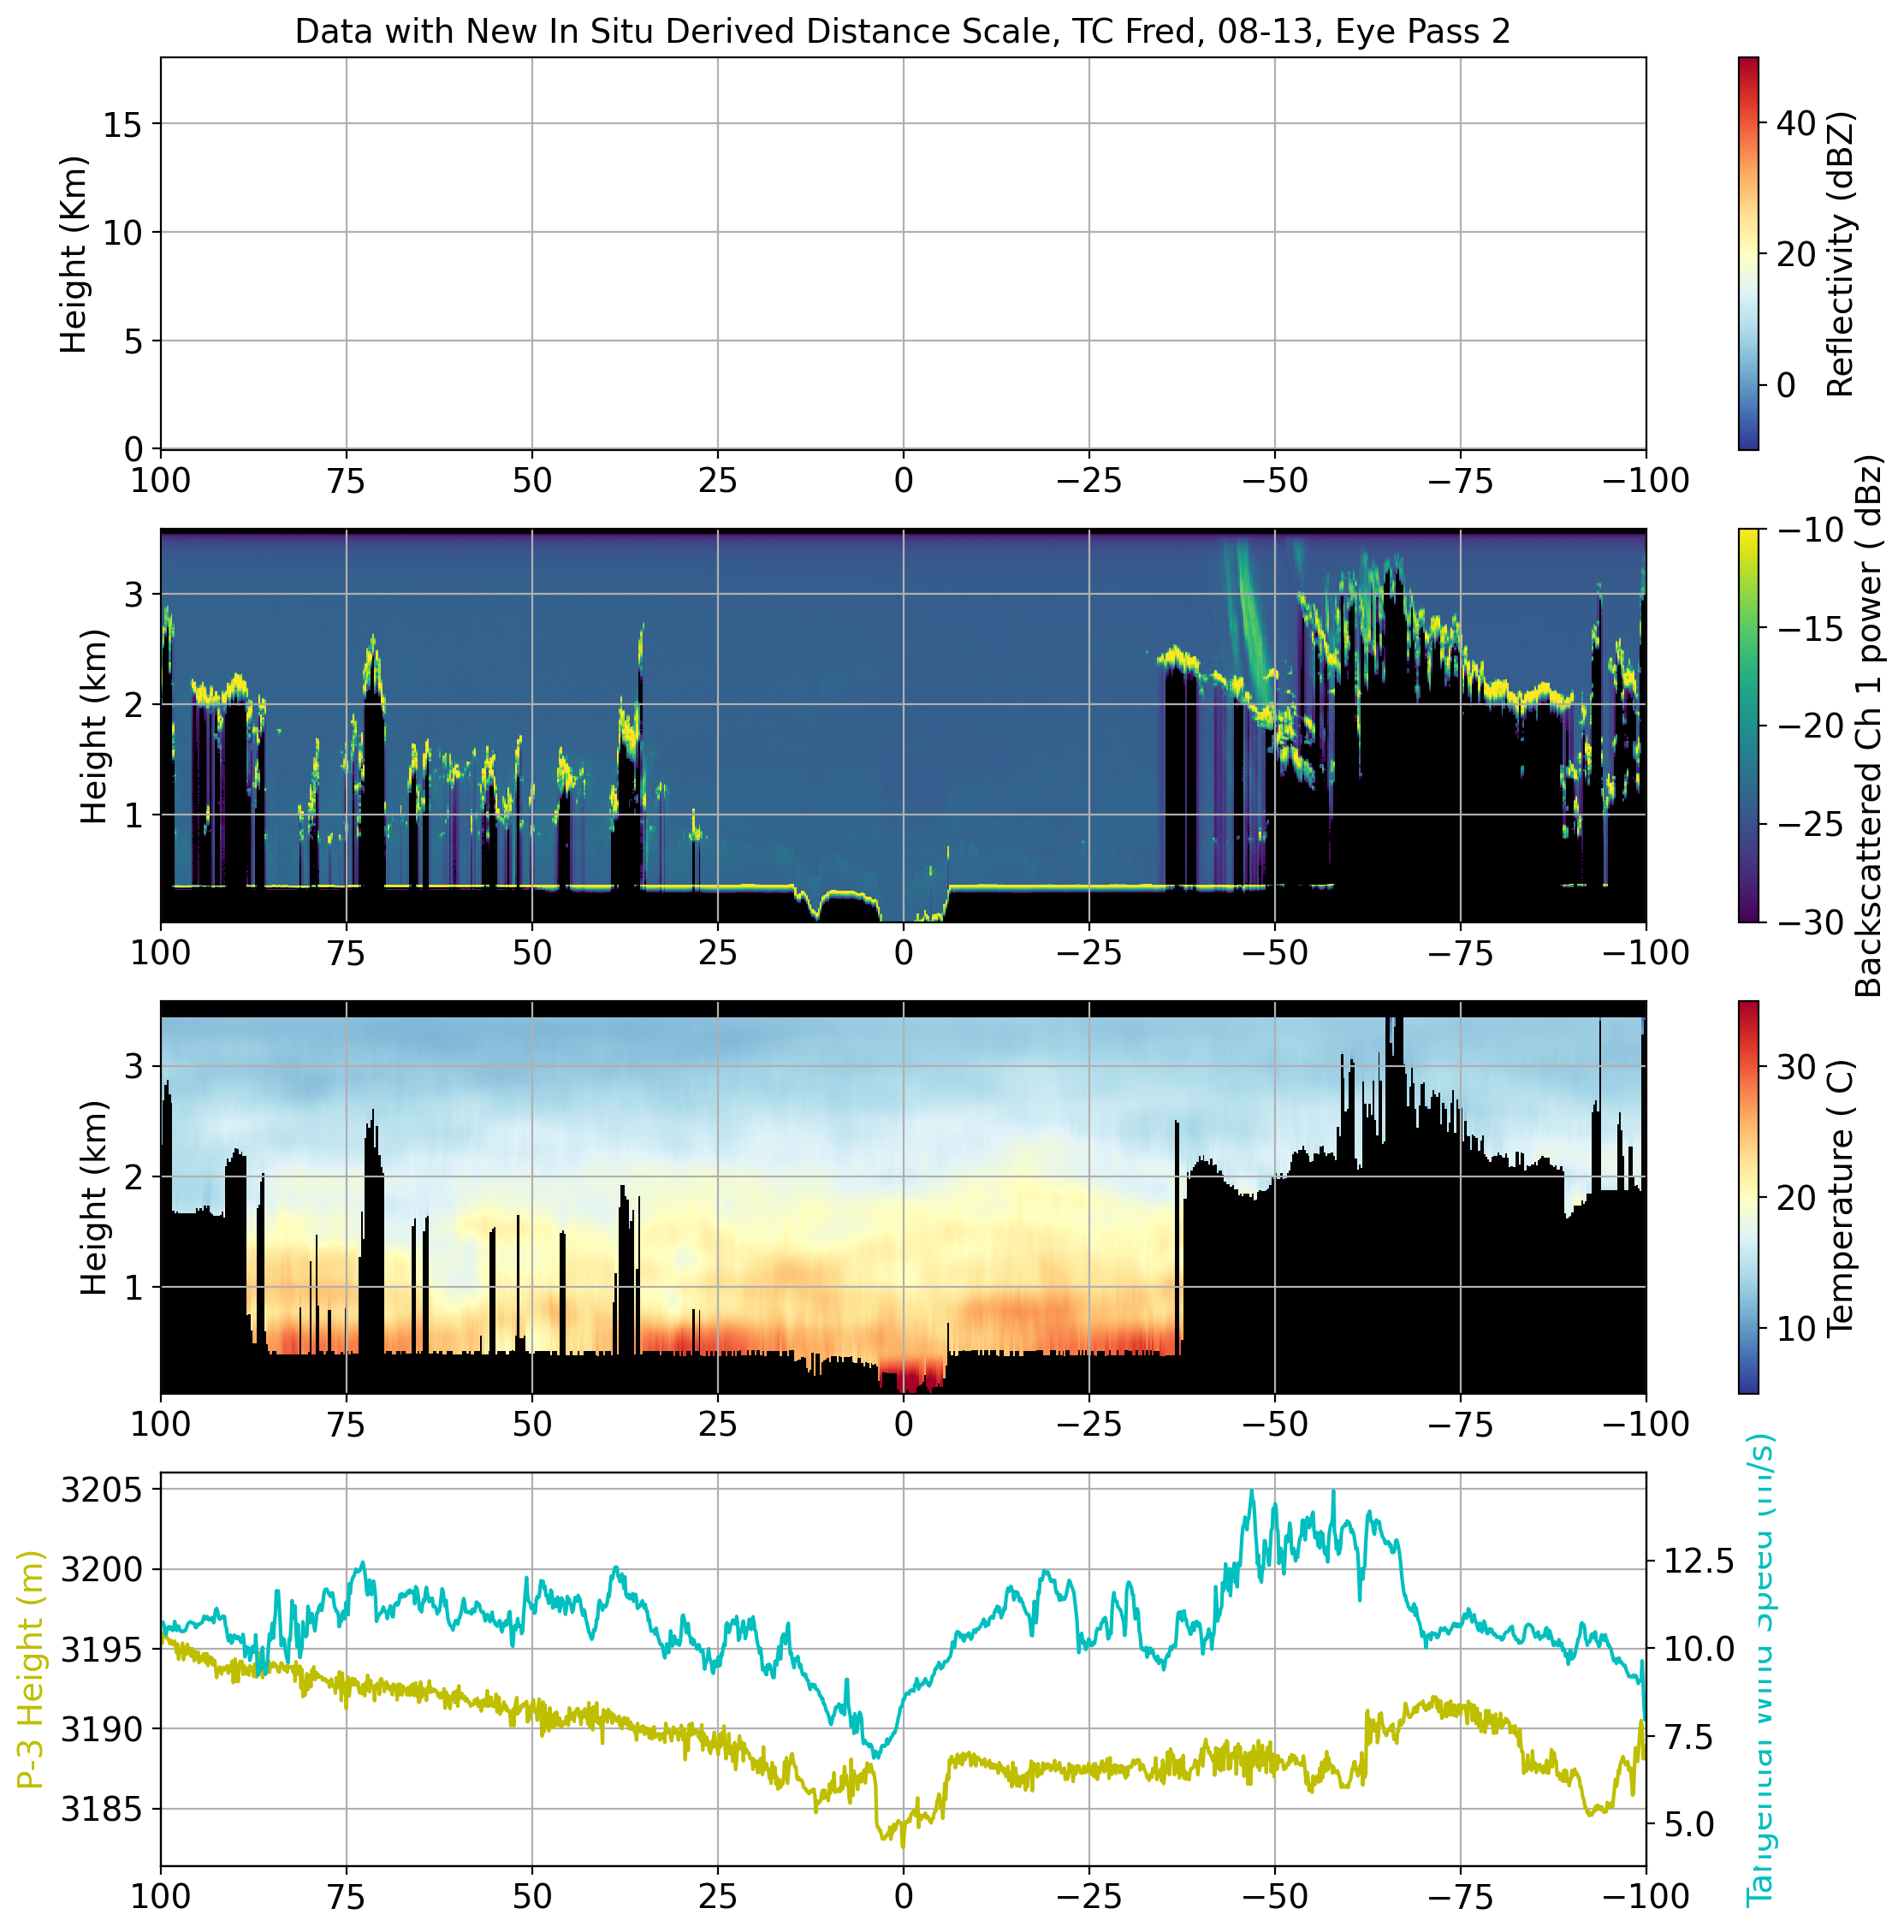 Data with New In Situ Derived Distance Scale, TC Fred, 08-13, Eye Pass 2
Height (Km)
15
10
5
0
100 75 50 25 0 −25 −50 −75 −100
40
20
0
Reflectivity (dBZ)
Height (km)
3
2
1
100 75 50 25 0 −25 −50 −75 −100
−10
−15
−20
−25
−30
Backscattered Ch 1 power ( dBz)
Height (km)
3
2
1
100 75 50 25 0 −25 −50 −75 −100
30
20
10
Temperature ( C)
P-3 Height (m)
3205
3200
3195
3190
3185
100 75 50 25 0 −25 −50 −75 −100
12.5
10.0
7.5
5.0
Tangential Wind Speed (m/s)